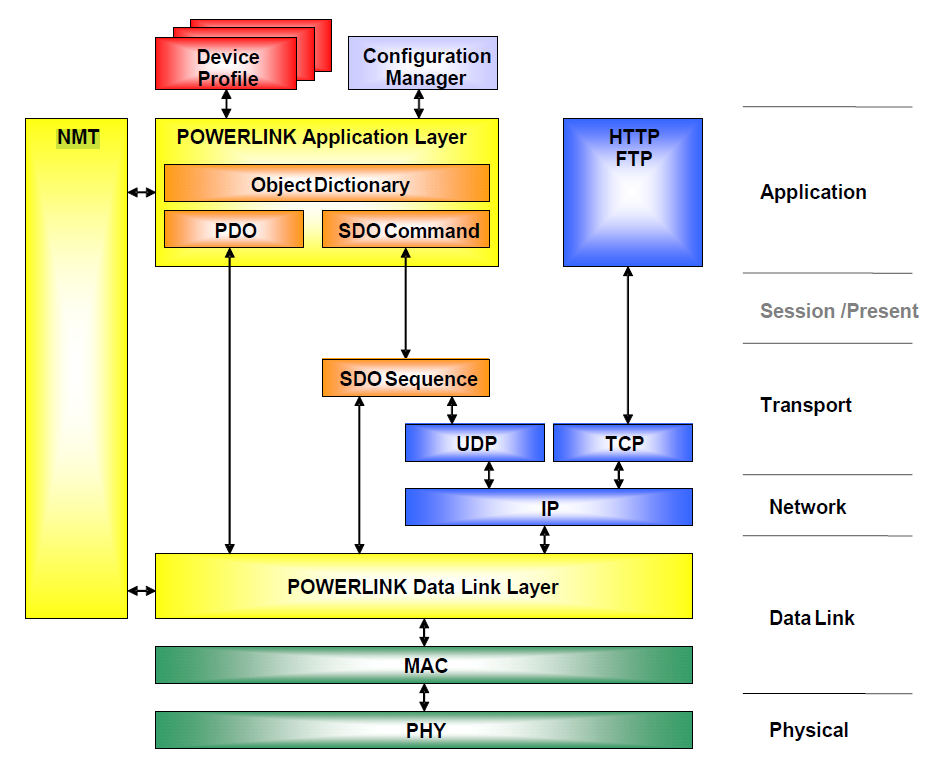 Device
Profile
Configuration
Manager
NMT
POWERLINK Application Layer
Object Dictionary
PDO
SDO Command
HTTP
FTP
Application
Session /Present
SDO Sequence
Transport
UDP
TCP
IP
Network
POWERLINK Data Link Layer
Data Link
MAC
PHY
Physical